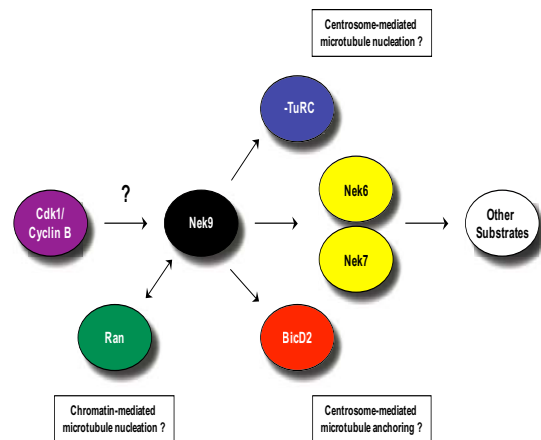 Centrosome-mediated
microtubule nucleation ?
-TuRC
?
Cdk1/
Cyclin B
Nek9
Nek6
Nek7
Other
Substrates
Ran
BicD2
Chromatin-mediated
microtubule nucleation ?
Centrosome-mediated
microtubule anchoring ?